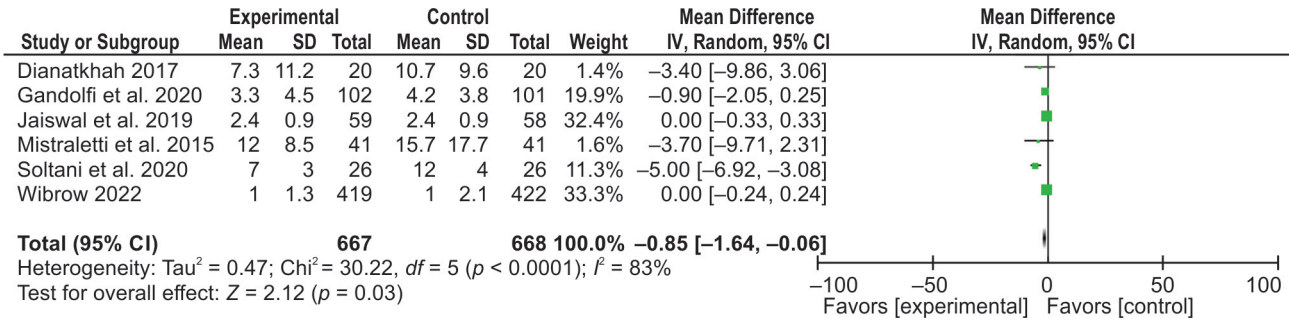 Experimental Control Mean Difference Mean Difference
Study or Subgroup Mean SD Total Mean SD Total Weight IV, Random, 95% CI IV, Random, 95% CI
Dianatkhah 2017 7.3 11.2 20 10.7 9.6 20 1.4% –3.40 [–9.86, 3.06]
Gandolfi et al. 2020 3.3 4.5 102 4.2 3.8 101 19.9% –0.90 [–2.05, 0.25]
Jaiswal et al. 2019 2.4 0.9 59 2.4 0.9 58 32.4% 0.00 [–0.33, 0.33]
Mistraletti et al. 2015 12 8.5 41 15.7 17.7 41 1.6% –3.70 [–9.71, 2.31]
Soltani et al. 2020 7 3 26 12 4 26 11.3% –5.00 [–6.92, –3.08]
Wibrow 2022 1 1.3 419 1 2.1 422 33.3% 0.00 [–0.24, 0.24]
Total (95% CI) 667 668 100.0% –0.85 [–1.64, –0.06]
Heterogeneity: Tau² = 0.47; Chi² = 30.22, df = 5 (p < 0.0001); I² = 83%
Test for overall effect: Z = 2.12 (p = 0.03)
–100 –50 0 50 100
Favors [experimental] Favors [control]